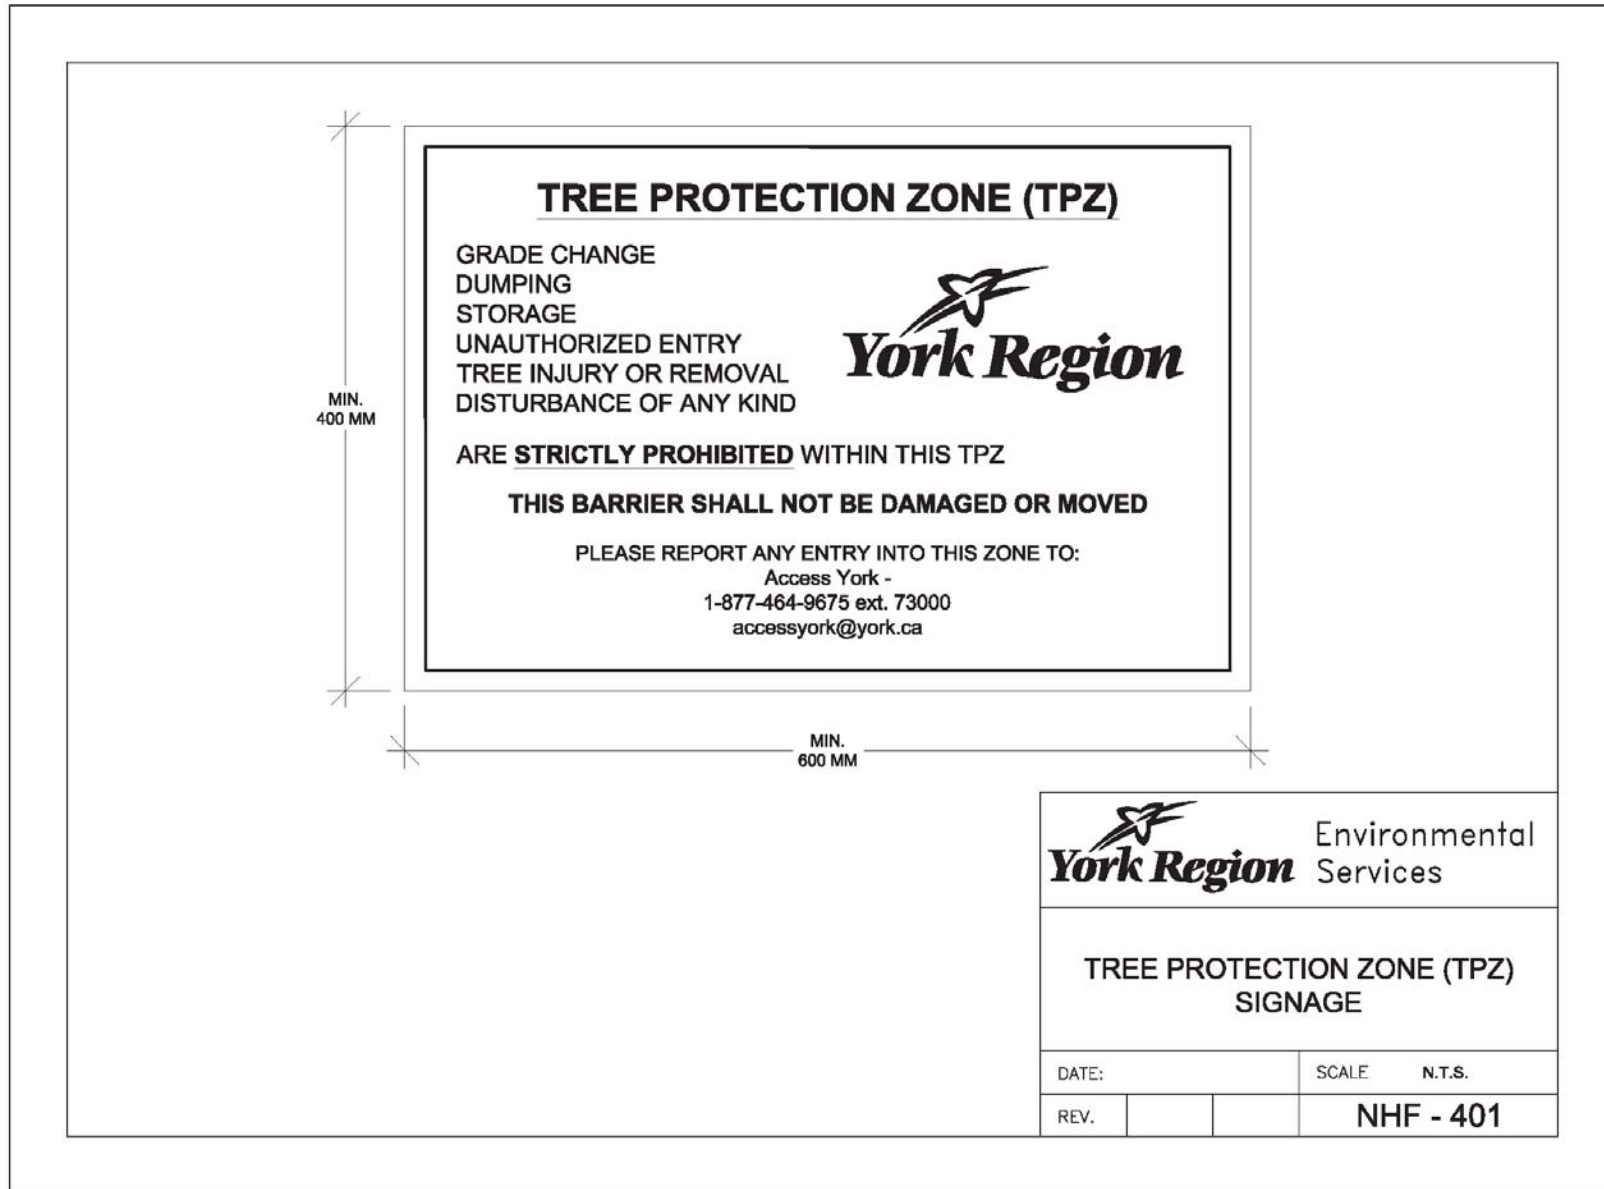 TREE PROTECTION ZONE (TPZ)
GRADE CHANGE
DUMPING
STORAGE
UNAUTHORIZED ENTRY
TREE INJURY OR REMOVAL
DISTURBANCE OF ANY KIND
York Region
ARE STRICTLY PROHIBITED WITHIN THIS TPZ
THIS BARRIER SHALL NOT BE DAMAGED OR MOVED
PLEASE REPORT ANY ENTRY INTO THIS ZONE TO:
Access York -
1-877-464-9675 ext. 73000
accessyork@york.ca
MIN.
400 MM
MIN.
600 MM
York Region
Environmental
Services
TREE PROTECTION ZONE (TPZ)
SIGNAGE
DATE:
SCALE N.T.S.
REV.
NHF - 401